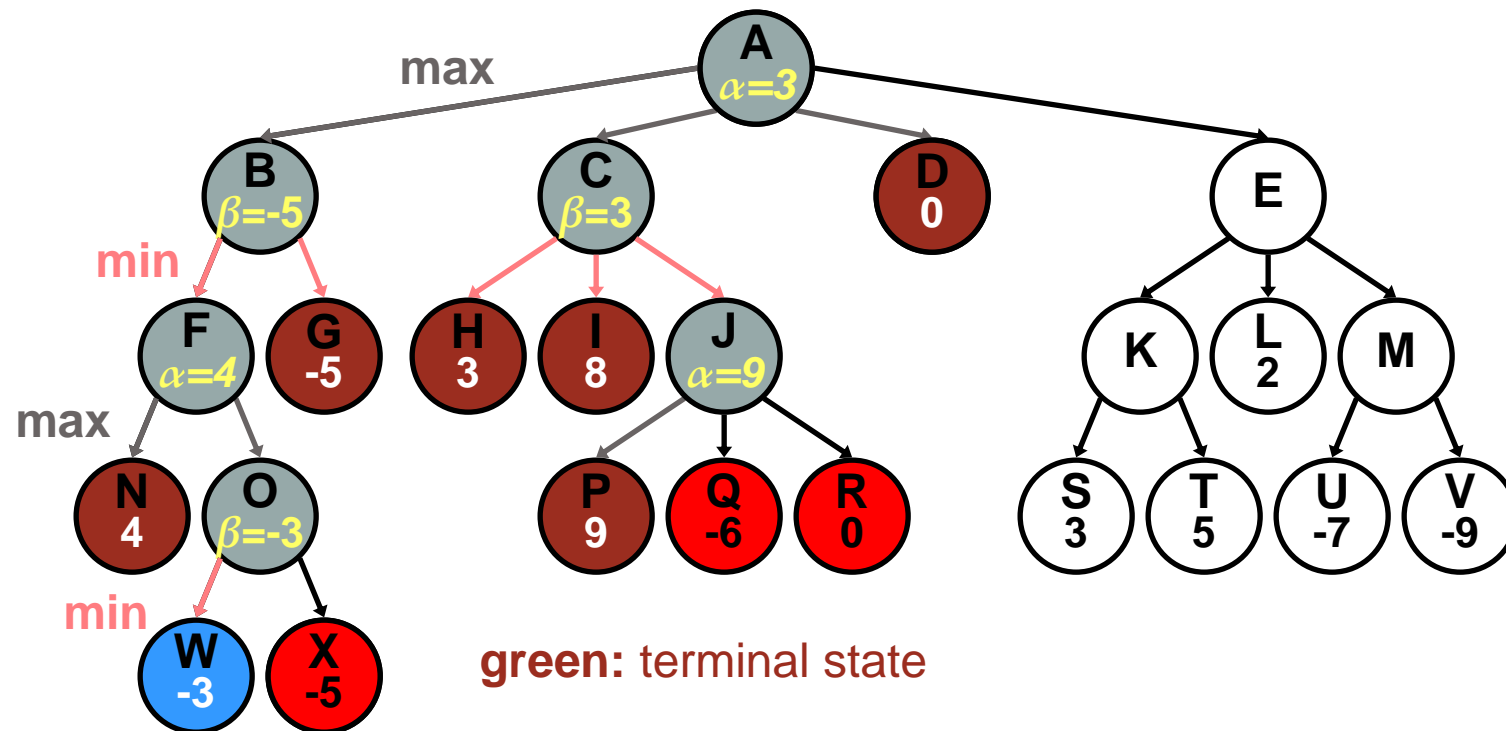 A
α=3
max
B
β=-5
C
β=3
D
0
E
min
F
α=4
G
-5
H
3
I
8
J
α=9
K
L
2
M
max
N
4
O
β=-3
P
9
Q
-6
R
0
S
3
T
5
U
-7
V
-9
min
W
-3
X
-5
green: terminal state